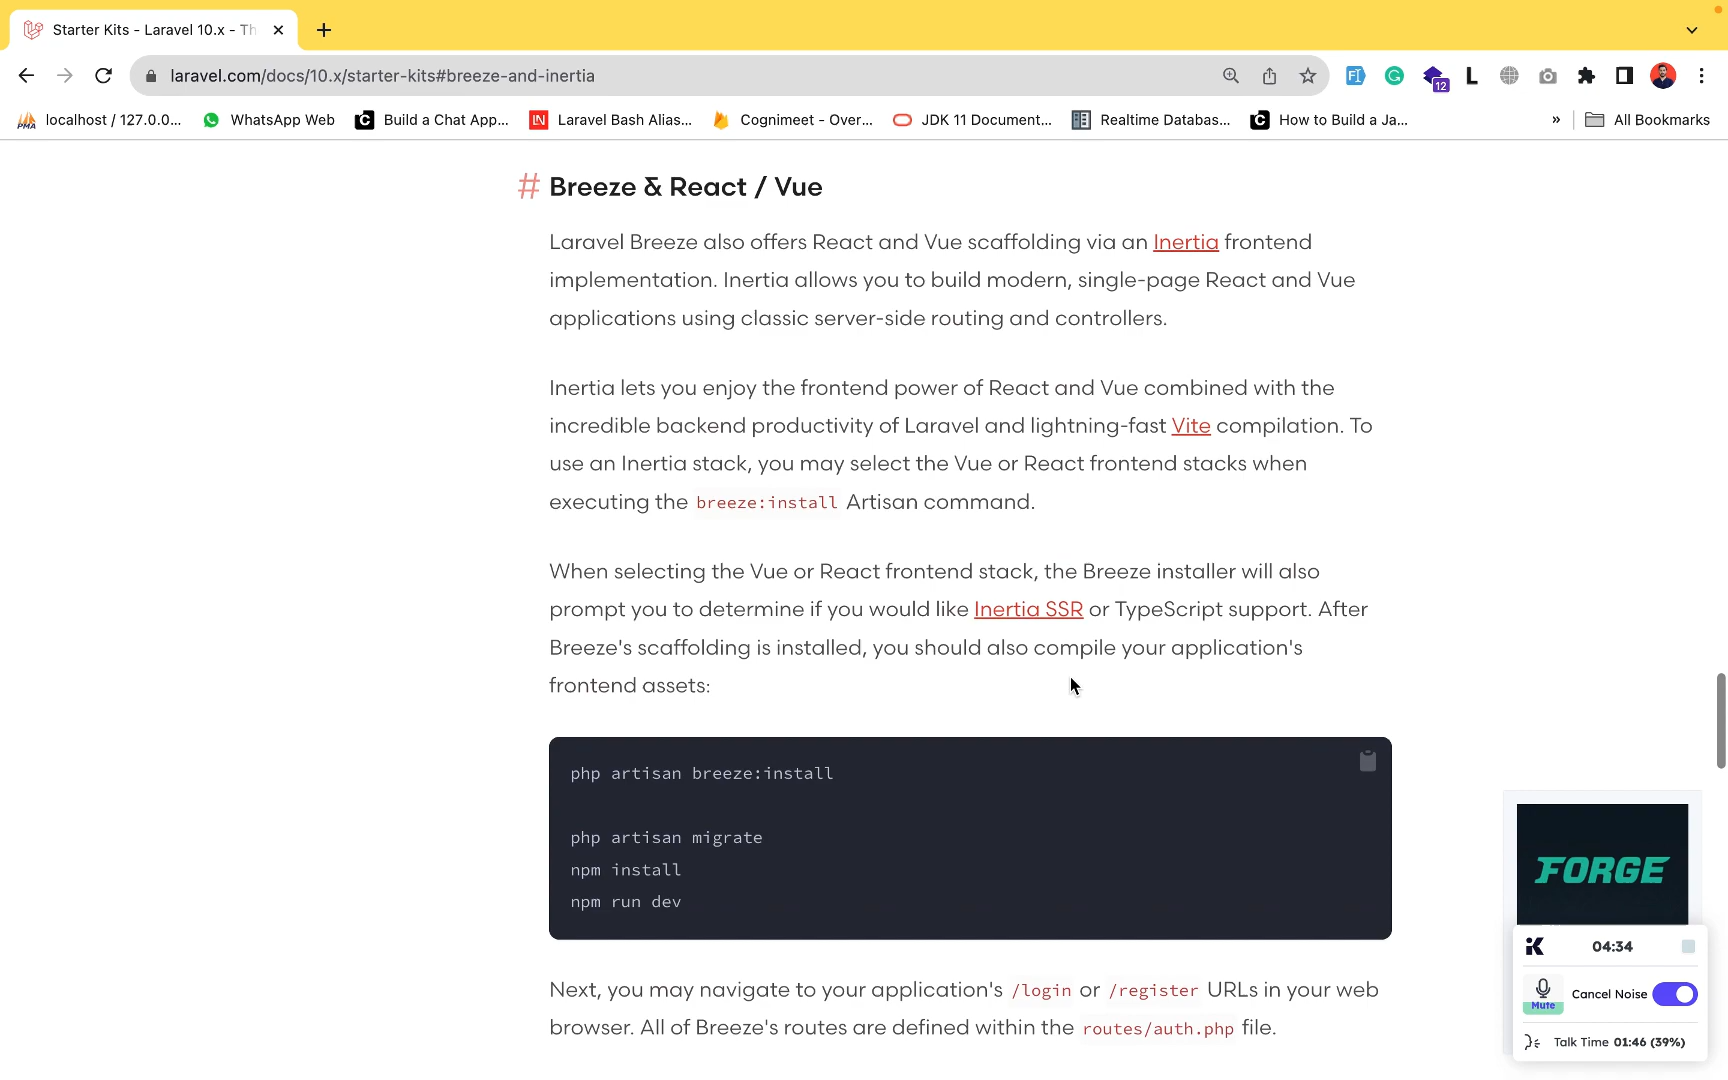 Starter Kits - Laravel 10.x - Th
laravel.com/docs/10.x/starter-kits#breeze-and-inertia
12
localhost / 127.0.0...
WhatsApp Web
Build a Chat App...
Laravel Bash Alias...
Cognimeet - Over...
JDK 11 Document...
Realtime Databas...
How to Build a Ja...
»
All Bookmarks
# Breeze & React / Vue
Laravel Breeze also offers React and Vue scaffolding via an Inertia frontend
implementation. Inertia allows you to build modern, single-page React and Vue
applications using classic server-side routing and controllers.
Inertia lets you enjoy the frontend power of React and Vue combined with the
incredible backend productivity of Laravel and lightning-fast Vite compilation. To
use an Inertia stack, you may select the Vue or React frontend stacks when
executing the breeze:install Artisan command.
When selecting the Vue or React frontend stack, the Breeze installer will also
prompt you to determine if you would like Inertia SSR or TypeScript support. After
Breeze's scaffolding is installed, you should also compile your application's
frontend assets:
php artisan breeze:install
php artisan migrate
npm install
npm run dev
Next, you may navigate to your application's /login or /register URLs in your web
browser. All of Breeze's routes are defined within the routes/auth.php file.
FORGE
04:34
Mute
Cancel Noise
Talk Time 01:46 (39%)